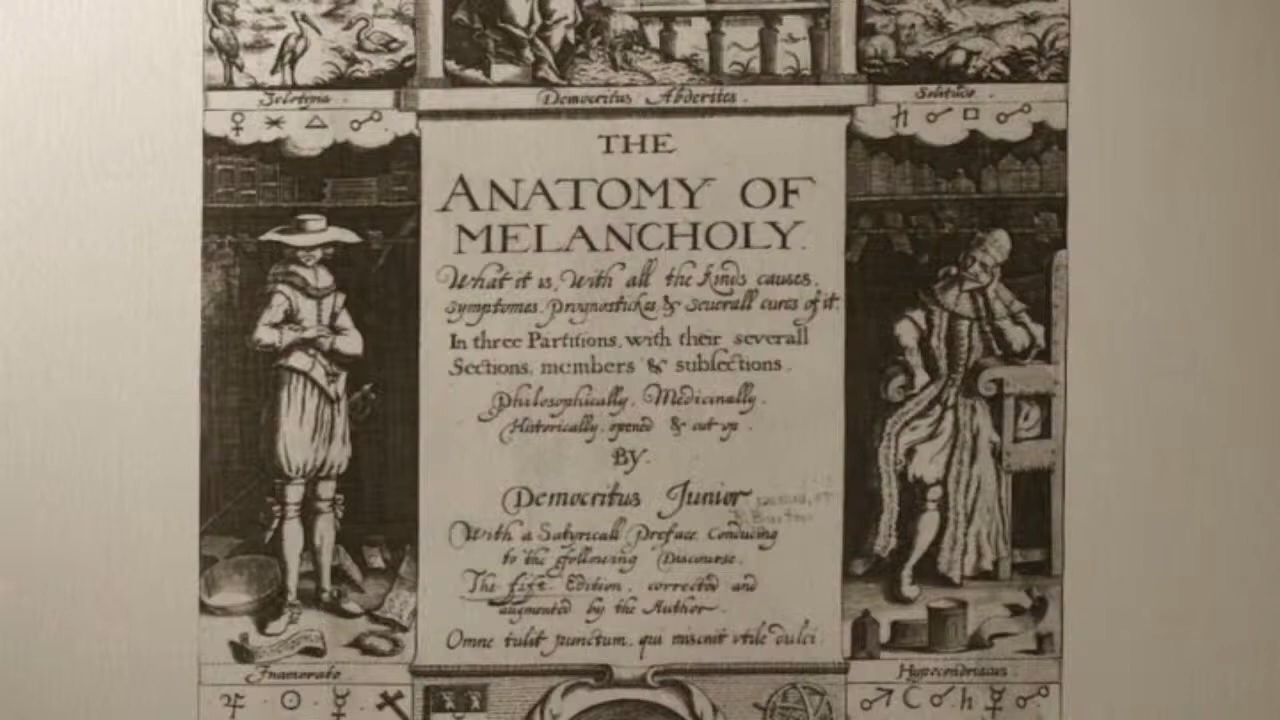 Zelotypia.
Democritus Abderites.
Solitudo.
THE
ANATOMY OF
MELANCHOLY.
What it is, With all the kinds causes,
symptomes, prognostickes & severall cures of it.
In three Partitions, with their severall
Sections, members & subsections.
Philosophically, Medicinally,
Historically, opened & cut up.
BY.
Democritus Junior
With a Satyricall Preface, Conducing
to the following Discourse.
The fift Edition, corrected and
augmented by the Author.
Omne tulit punctum, qui miscuit utile dulci
Inamorato
Hypocondriacus.